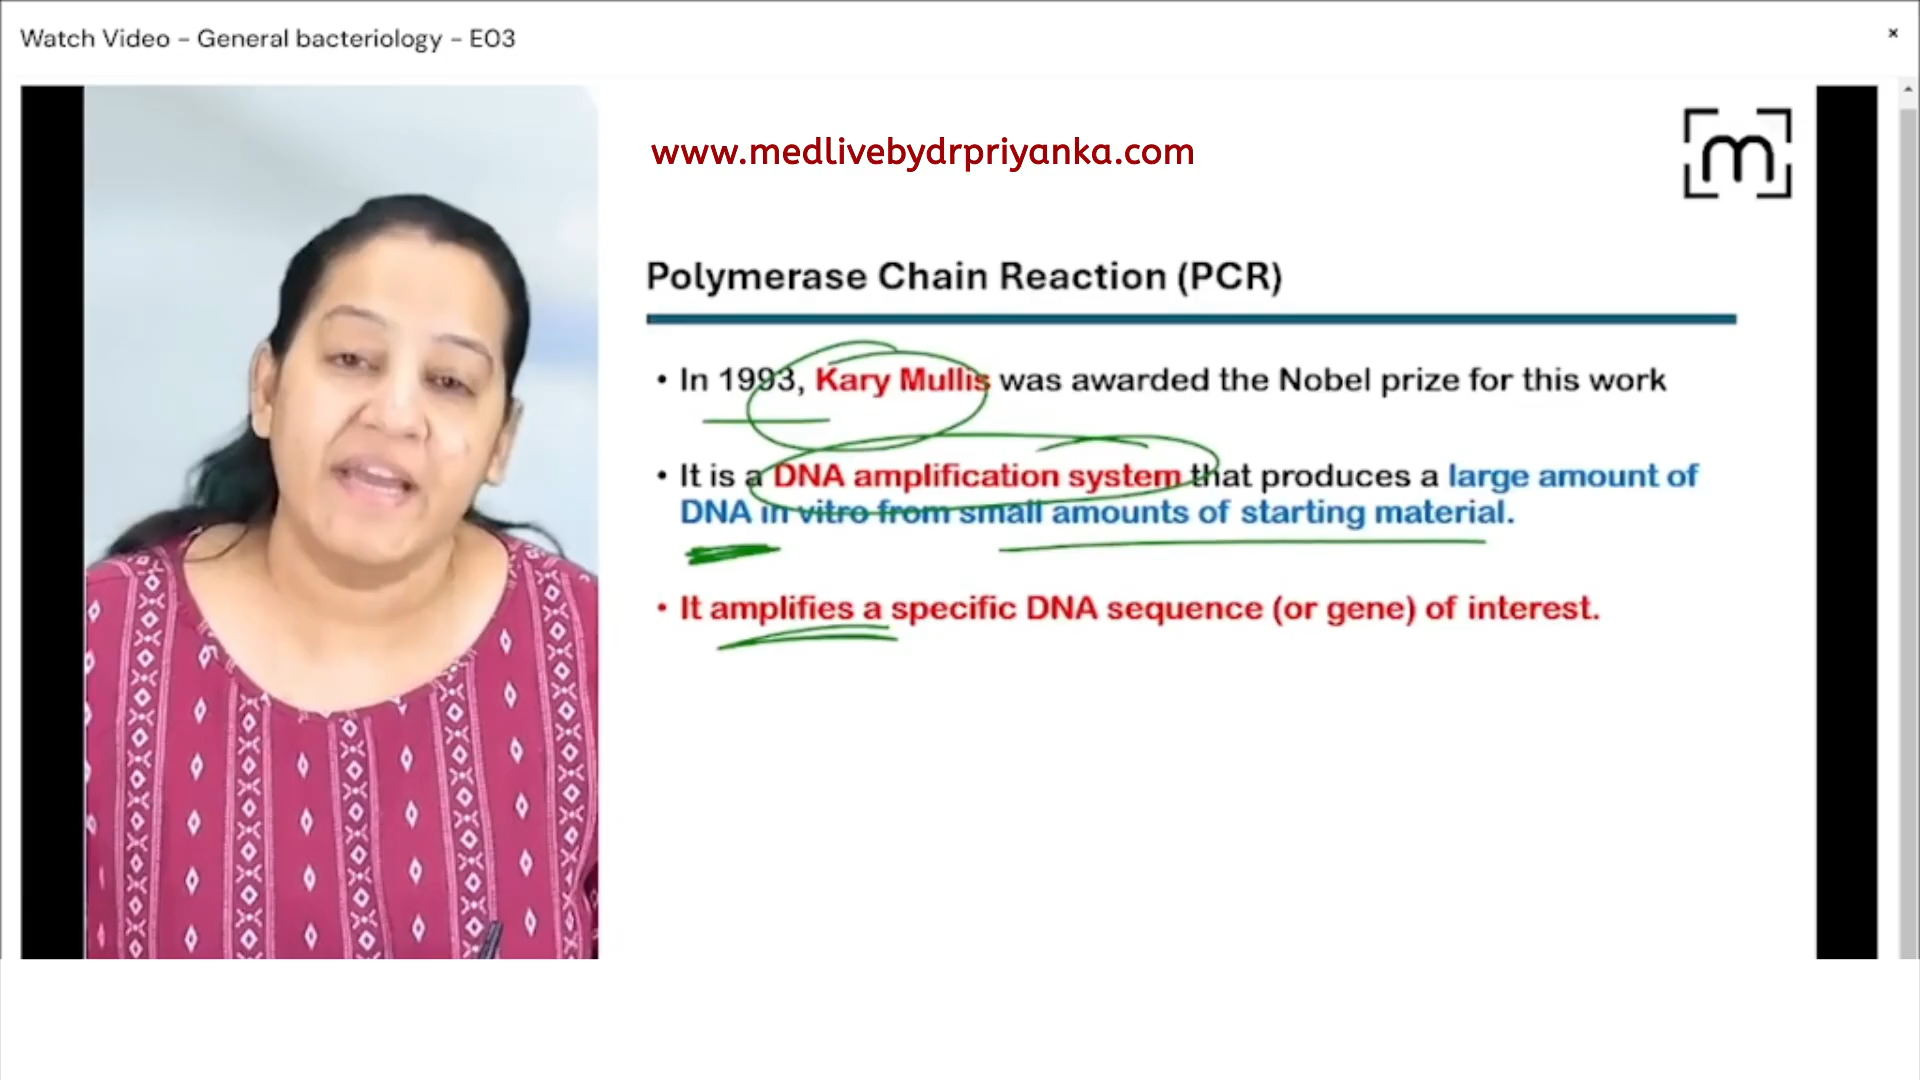 Watch Video – General bacteriology – E03
×
www.medlivebydrpriyanka.com
m
Polymerase Chain Reaction (PCR)
• In 1993, Kary Mullis was awarded the Nobel prize for this work
• It is a DNA amplification system that produces a large amount of
DNA in vitro from small amounts of starting material.
• It amplifies a specific DNA sequence (or gene) of interest.